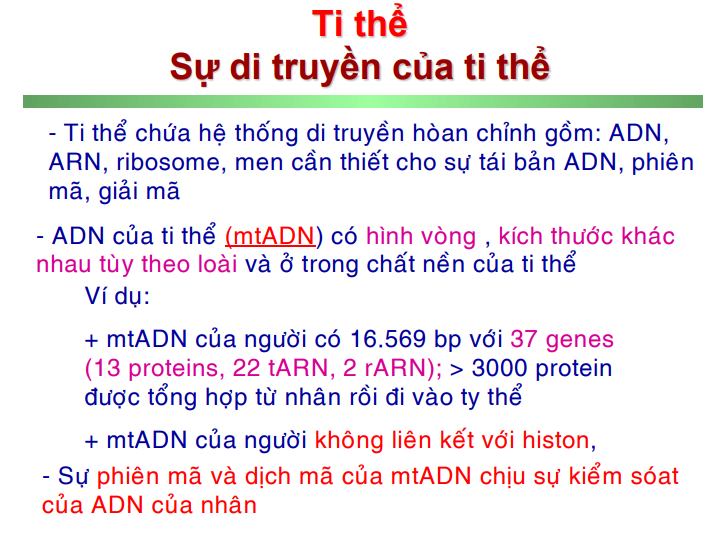 Ti thể
Sự di truyền của ti thể
- Ti thể chứa hệ thống di truyền hòan chỉnh gồm: ADN,
ARN, ribosome, men cần thiết cho sự tái bản ADN, phiên
mã, giải mã
- ADN của ti thể (mtADN) có hình vòng , kích thước khác
nhau tùy theo loài và ở trong chất nền của ti thể
Ví dụ:
+ mtADN của người có 16.569 bp với 37 genes
(13 proteins, 22 tARN, 2 rARN); > 3000 protein
được tổng hợp từ nhân rồi đi vào ty thể
+ mtADN của người không liên kết với histon,
- Sự phiên mã và dịch mã của mtADN chịu sự kiểm sóat
của ADN của nhân